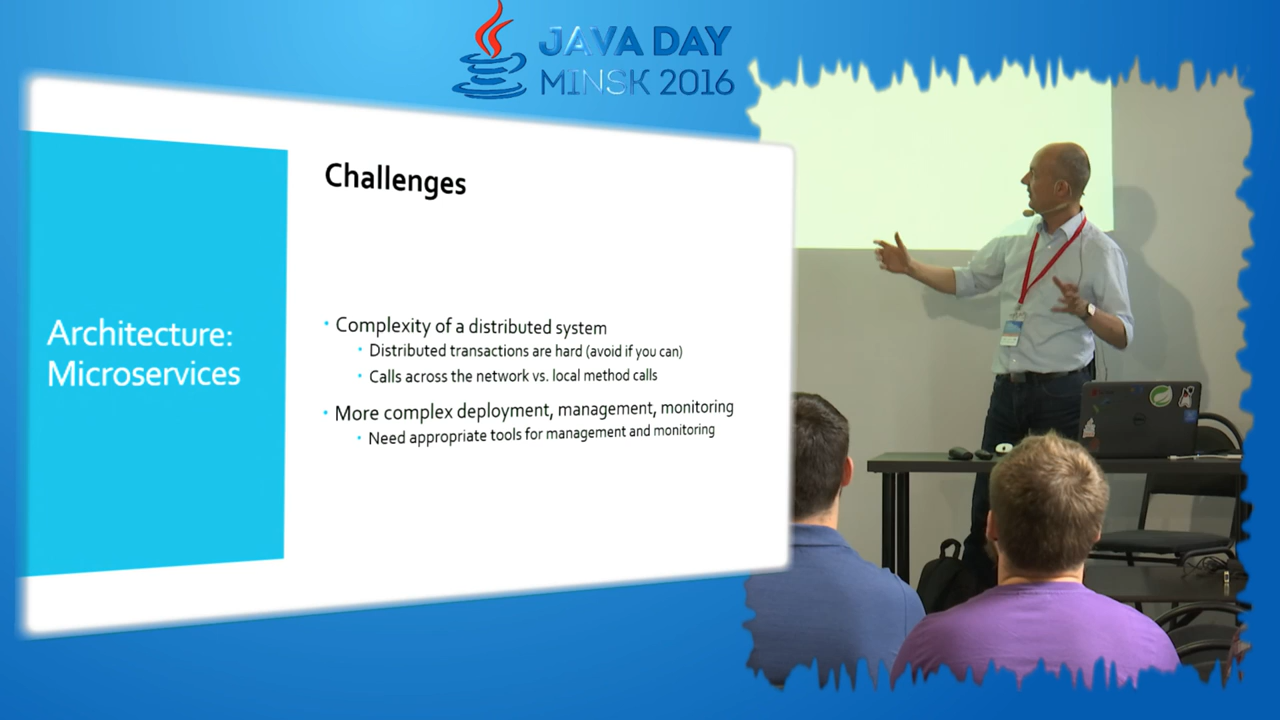 JAVA DAY
MINSK 2016
Challenges
Architecture:
Microservices
Complexity of a distributed system
Distributed transactions are hard (avoid if you can)
Calls across the network vs. local method calls
More complex deployment, management, monitoring
Need appropriate tools for management and monitoring